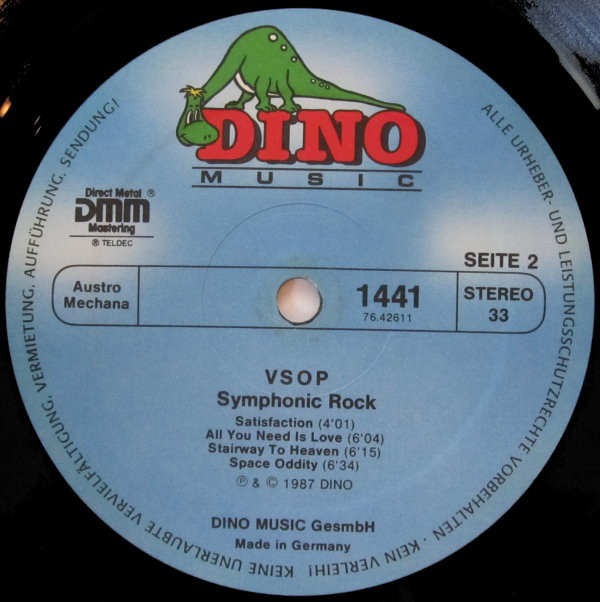 DINO
MUSIC
Direct Metal ®
DMM
Mastering
® TELDEC
SEITE 2
Austro
Mechana
1441
76.42611
STEREO
33
VSOP
Symphonic Rock
Satisfaction (4'01)
All You Need Is Love (6'04)
Stairway To Heaven (6'15)
Space Oddity (6'34)
℗ & © 1987 DINO
DINO MUSIC GesmbH
Made in Germany
ALLE URHEBER- UND LEISTUNGSSCHUTZRECHTE VORBEHALTEN · KEIN VERLEIH! KEINE UNERLAUBTE VERVIELFÄLTIGUNG, VERMIETUNG, AUFFÜHRUNG, SENDUNG!